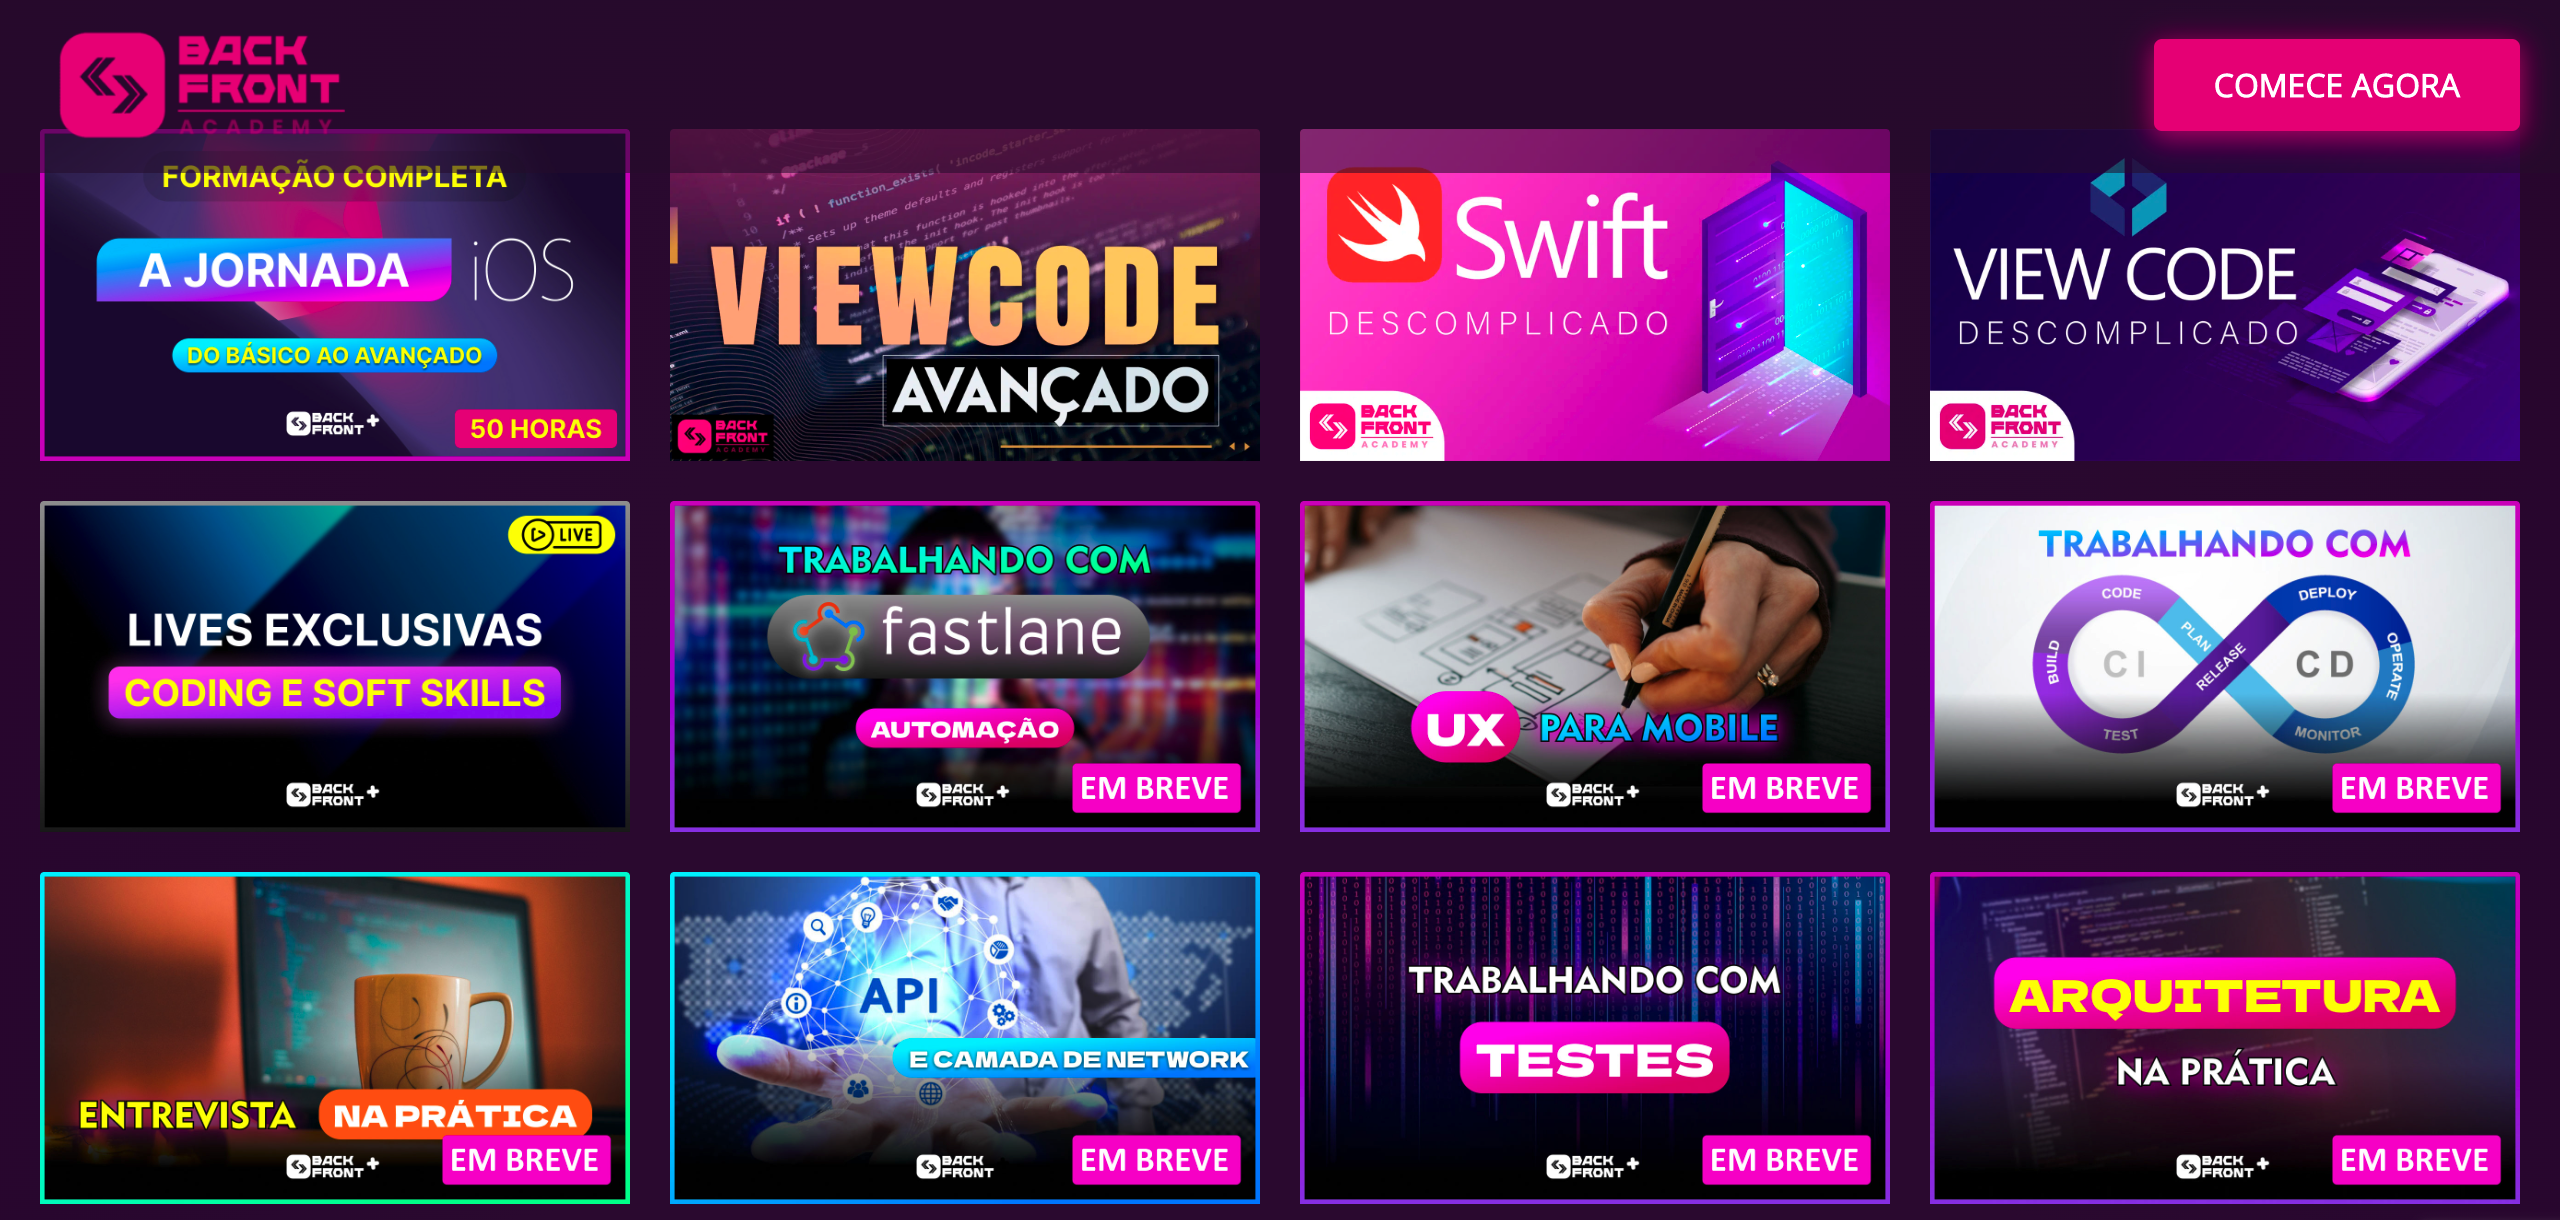 BACK
FRONT
ACADEMY
COMECE AGORA
FORMAÇÃO COMPLETA
A JORNADA iOS
DO BÁSICO AO AVANÇADO
BACK
FRONT +
50 HORAS
if ( ! function_exists( 'incode_starter_
VIEWCODE
AVANÇADO
BACK
FRONT
ACADEMY
Swift
DESCOMPLICADO
BACK
FRONT
ACADEMY
VIEW CODE
DESCOMPLICADO
BACK
FRONT
ACADEMY
LIVE
LIVES EXCLUSIVAS
CODING E SOFT SKILLS
BACK
FRONT +
TRABALHANDO COM
fastlane
AUTOMAÇÃO
BACK
FRONT +
EM BREVE
UX PARA MOBILE
BACK
FRONT +
EM BREVE
TRABALHANDO COM
CODE
DEPLOY
PLAN
BUILD
CI
CD
OPERATE
RELEASE
TEST
MONITOR
BACK
FRONT +
EM BREVE
ENTREVISTA NA PRÁTICA
BACK
FRONT +
EM BREVE
API
E CAMADA DE NETWORK
BACK
FRONT
EM BREVE
TRABALHANDO COM
TESTES
BACK
FRONT +
EM BREVE
ARQUITETURA
NA PRÁTICA
BACK
FRONT +
EM BREVE